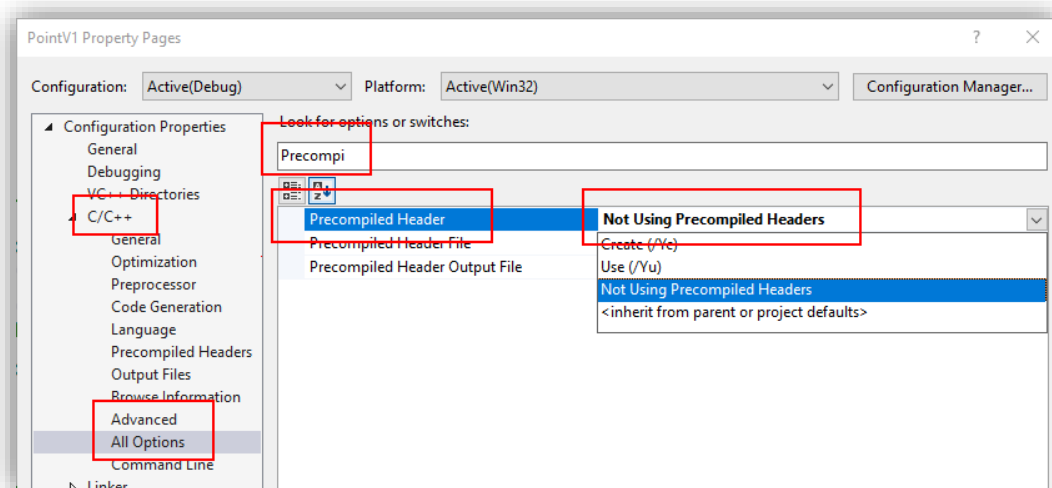 PointV1 Property Pages
?
Configuration: Active(Debug) Platform: Active(Win32) Configuration Manager...
Configuration Properties
General
Debugging
VC++ Directories
C/C++
General
Optimization
Preprocessor
Code Generation
Language
Precompiled Headers
Output Files
Browse Information
Advanced
All Options
Command Line
Linker
Look for options or switches:
Precompi
Precompiled Header Not Using Precompiled Headers
Precompiled Header File
Precompiled Header Output File
Create (/Yc)
Use (/Yu)
Not Using Precompiled Headers
<inherit from parent or project defaults>